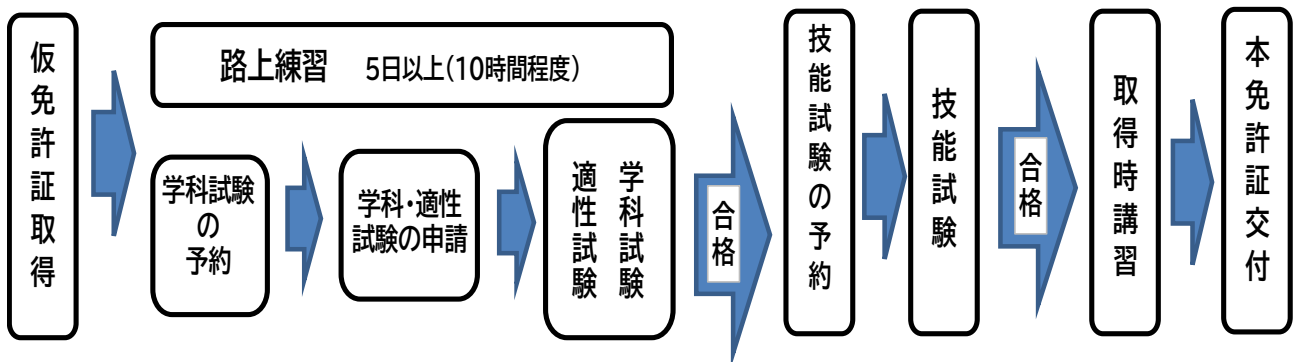 仮免許証取得
路上練習　5日以上（10時間程度）
学科試験
の
予約
学科・適性
試験の申請
学科試験
適性試験
合格
技能試験の予約
技能試験
合格
取得時講習
本免許証交付